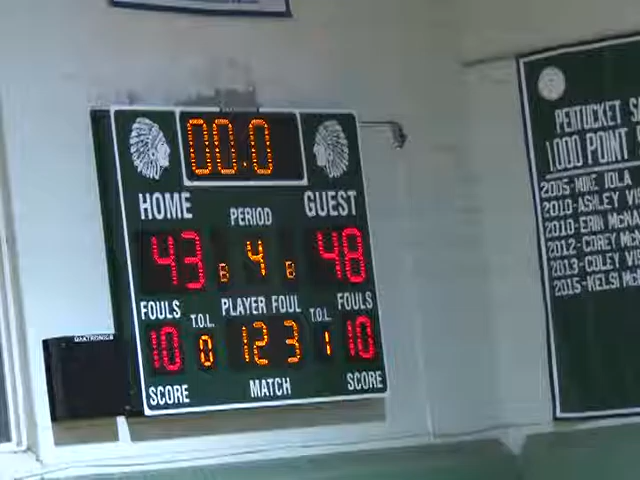 00.0
HOME
PERIOD
GUEST
43
B
4
B
48
FOULS
T.O.L.
PLAYER FOUL
T.O.L.
FOULS
10
0
12 3
1
10
SCORE
MATCH
SCORE
DAKTRONICS
PENTUCKET
1000 POINT
2005-MIKE IOLA
2010-ASHLEY
2010-ERIN
2012-COREY
2013-COLEY
2015-KELSI